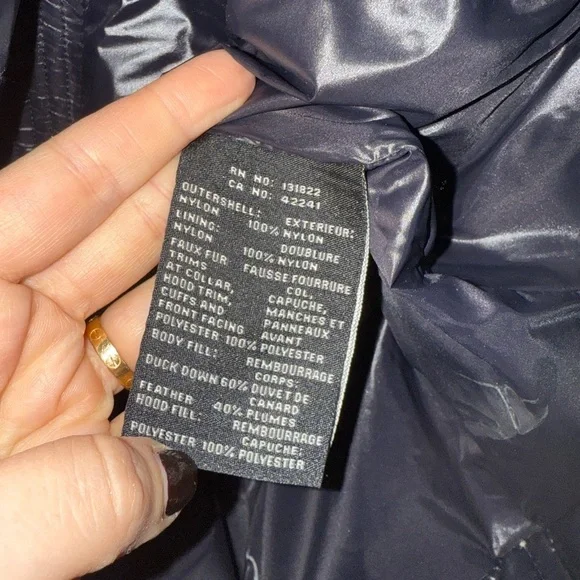 RN NO: 131822
CA NO: 42241
OUTERSHELL: EXTERIEUR:
NYLON 100% NYLON
LINING: DOUBLURE
NYLON 100% NYLON
FAUX FUR FAUSSE FOURRURE
TRIMS COL,
AT COLLAR, CAPUCHE,
HOOD TRIM, MANCHES ET
CUFFS AND PANNEAUX
FRONT FACING AVANT
POLYESTER 100% POLYESTER
BODY FILL: REMBOURRAGE
CORPS:
DUCK DOWN 60% DUVET DE
CANARD
FEATHER 40% PLUMES
HOOD FILL: REMBOURRAGE
CAPUCHE:
POLYESTER 100% POLYESTER